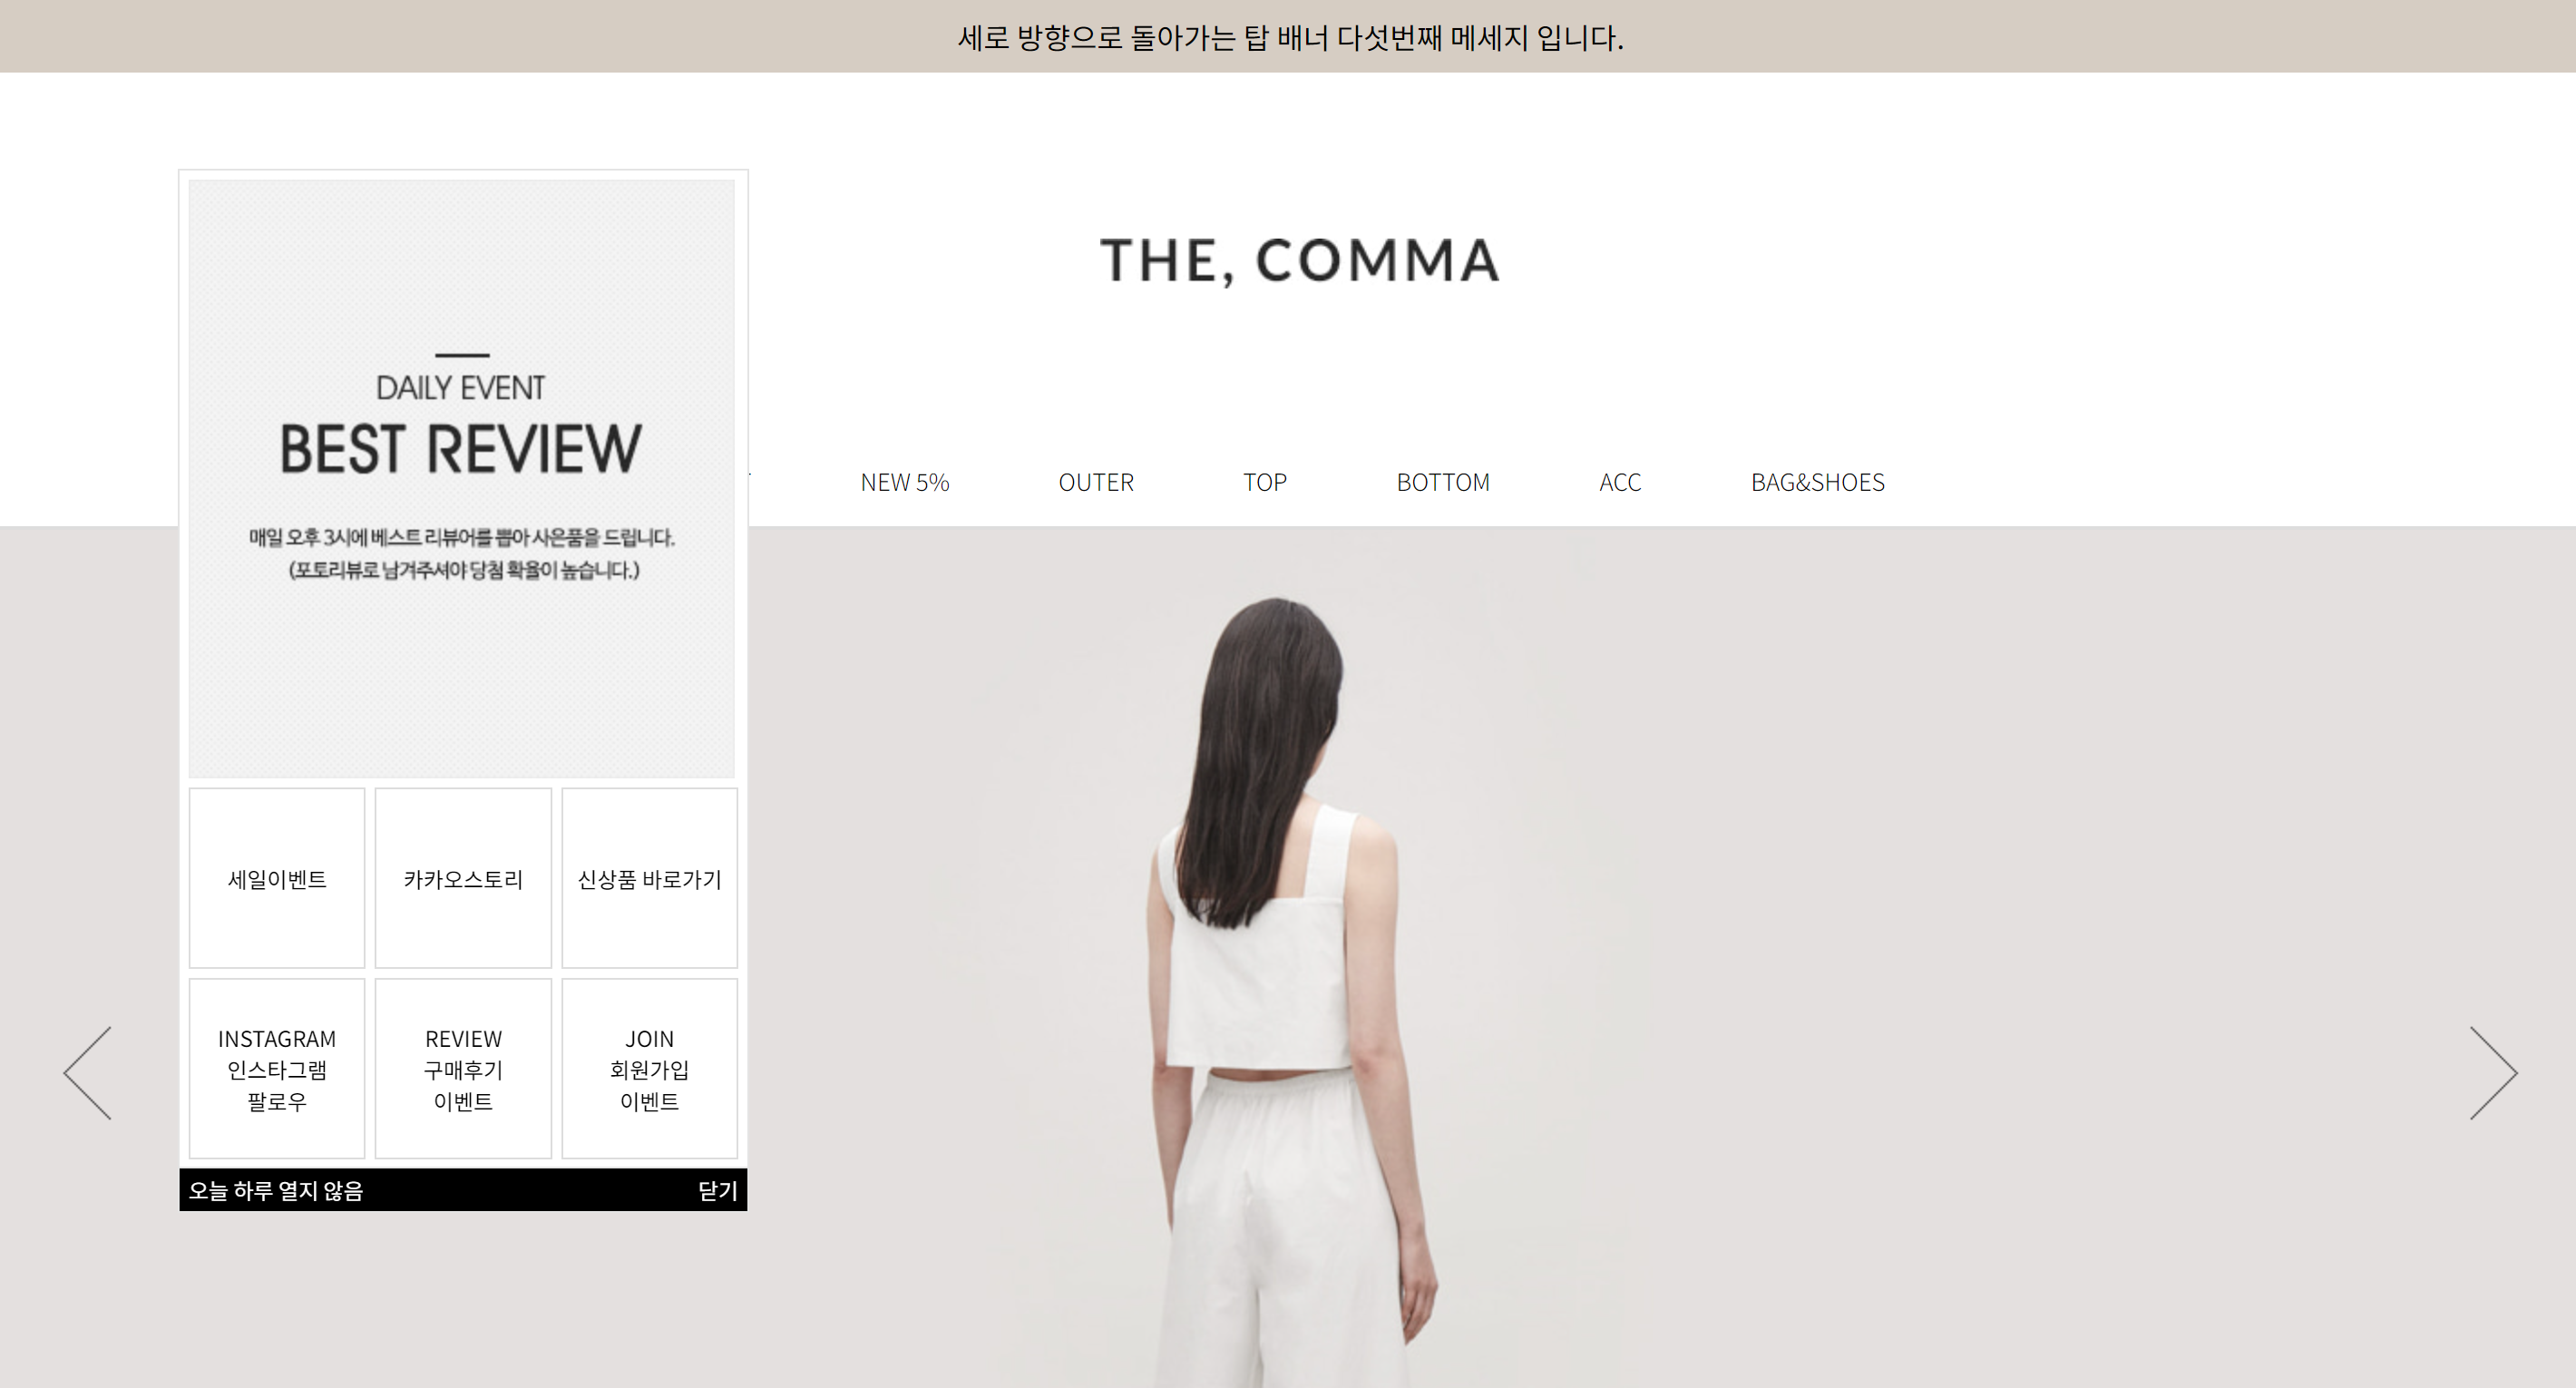 세로 방향으로 돌아가는 탑 배너 다섯번째 메세지 입니다.
THE, COMMA
NEW 5%
OUTER
TOP
BOTTOM
ACC
BAG&SHOES
DAILY EVENT
BEST REVIEW
매일 오후 3시에 베스트 리뷰어를 뽑아 사은품을 드립니다.
(포토리뷰로 남겨주셔야 당첨 확율이 높습니다.)
세일이벤트
카카오스토리
신상품 바로가기
INSTAGRAM
인스타그램
팔로우
REVIEW
구매후기
이벤트
JOIN
회원가입
이벤트
오늘 하루 열지 않음
닫기